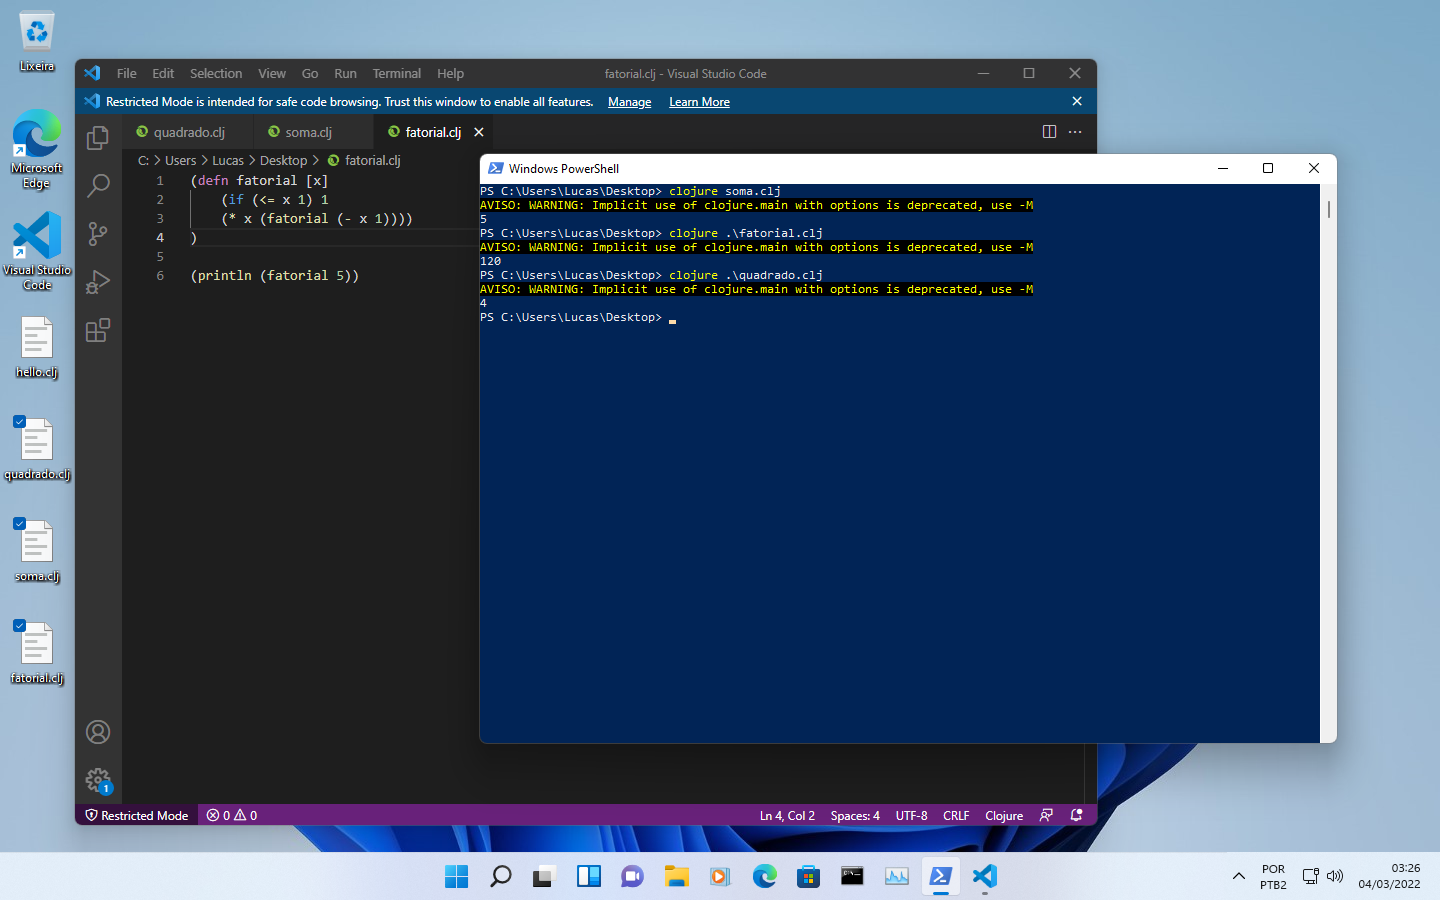 Lixeira
Microsoft Edge
Visual Studio Code
hello.clj
quadrado.clj
soma.clj
fatorial.clj
File Edit Selection View Go Run Terminal Help
fatorial.clj - Visual Studio Code
Restricted Mode is intended for safe code browsing. Trust this window to enable all features. Manage Learn More
quadrado.clj soma.clj fatorial.clj
C: > Users > Lucas > Desktop > fatorial.clj
1 (defn fatorial [x]
2     (if (<= x 1) 1
3     (* x (fatorial (- x 1))))
4 )
5
6 (println (fatorial 5))
Windows PowerShell
PS C:\Users\Lucas\Desktop> clojure soma.clj
AVISO: WARNING: Implicit use of clojure.main with options is deprecated, use -M
5
PS C:\Users\Lucas\Desktop> clojure .\fatorial.clj
AVISO: WARNING: Implicit use of clojure.main with options is deprecated, use -M
120
PS C:\Users\Lucas\Desktop> clojure .\quadrado.clj
AVISO: WARNING: Implicit use of clojure.main with options is deprecated, use -M
4
PS C:\Users\Lucas\Desktop>
1
Restricted Mode 0 0 Ln 4, Col 2 Spaces: 4 UTF-8 CRLF Clojure
POR
PTB2
03:26
04/03/2022